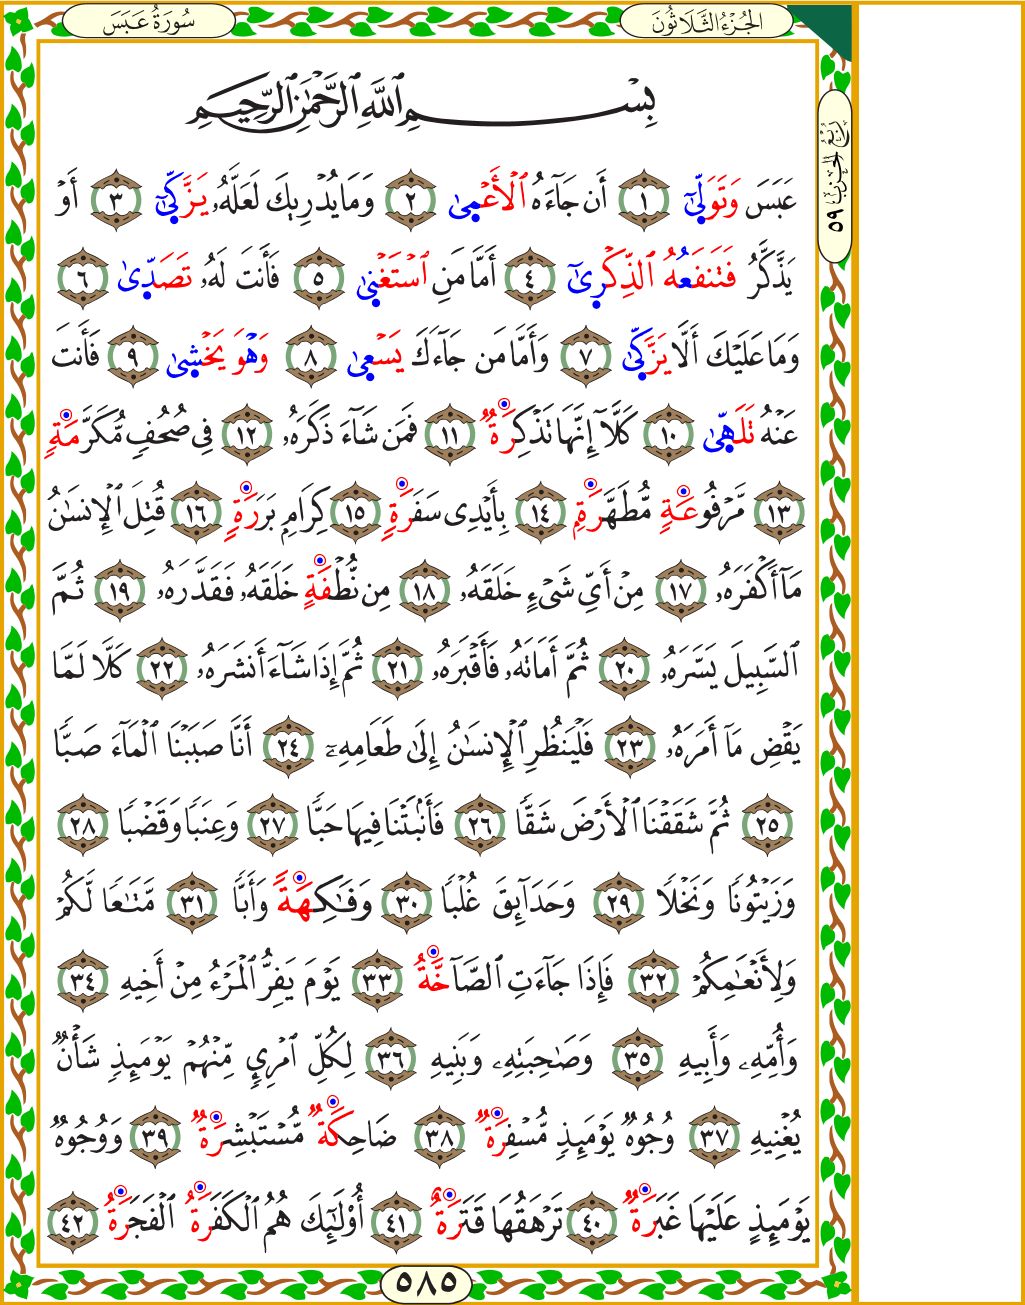 سُورَةُ عَبَسَ
الجُزْءُ الثَّلَاثُونَ
رُبْعُ الحِزْبِ ٥٩
بِسْمِ ٱللَّهِ ٱلرَّحْمَٰنِ ٱلرَّحِيمِ
عَبَسَ وَتَوَلَّىٰٓ ١ أَن جَآءَهُ ٱلْأَعْمَىٰ ٢ وَمَا يُدْرِيكَ لَعَلَّهُۥ يَزَّكَّىٰٓ ٣ أَوْ
يَذَّكَّرُ فَتَنفَعُهُ ٱلذِّكْرَىٰٓ ٤ أَمَّا مَنِ ٱسْتَغْنَىٰ ٥ فَأَنتَ لَهُۥ تَصَدَّىٰ ٦
وَمَا عَلَيْكَ أَلَّا يَزَّكَّىٰ ٧ وَأَمَّا مَن جَآءَكَ يَسْعَىٰ ٨ وَهْوَ يَخْشَىٰ ٩ فَأَنتَ
عَنْهُ تَلَهَّىٰ ١٠ كَلَّآ إِنَّهَا تَذْكِرَةٌ ١١ فَمَن شَآءَ ذَكَرَهُۥ ١٢ فِى صُحُفٍ مُّكَرَّمَةٍ
١٣ مَّرْفُوعَةٍ مُّطَهَّرَةٍۭ ١٤ بِأَيْدِى سَفَرَةٍ ١٥ كِرَامٍۭ بَرَرَةٍ ١٦ قُتِلَ ٱلْإِنسَٰنُ
مَآ أَكْفَرَهُۥ ١٧ مِنْ أَىِّ شَىْءٍ خَلَقَهُۥ ١٨ مِن نُّطْفَةٍ خَلَقَهُۥ فَقَدَّرَهُۥ ١٩ ثُمَّ
ٱلسَّبِيلَ يَسَّرَهُۥ ٢٠ ثُمَّ أَمَاتَهُۥ فَأَقْبَرَهُۥ ٢١ ثُمَّ إِذَا شَآءَ أَنشَرَهُۥ ٢٢ كَلَّا لَمَّا
يَقْضِ مَآ أَمَرَهُۥ ٢٣ فَلْيَنظُرِ ٱلْإِنسَٰنُ إِلَىٰ طَعَامِهِۦٓ ٢٤ أَنَّا صَبَبْنَا ٱلْمَآءَ صَبًّا
٢٥ ثُمَّ شَقَقْنَا ٱلْأَرْضَ شَقًّا ٢٦ فَأَنۢبَتْنَا فِيهَا حَبًّا ٢٧ وَعِنَبًا وَقَضْبًا ٢٨
وَزَيْتُونًا وَنَخْلًا ٢٩ وَحَدَآئِقَ غُلْبًا ٣٠ وَفَٰكِهَةً وَأَبًّا ٣١ مَّتَٰعًا لَّكُمْ
وَلِأَنْعَٰمِكُمْ ٣٢ فَإِذَا جَآءَتِ ٱلصَّآخَّةُ ٣٣ يَوْمَ يَفِرُّ ٱلْمَرْءُ مِنْ أَخِيهِ ٣٤
وَأُمِّهِۦ وَأَبِيهِ ٣٥ وَصَٰحِبَتِهِۦ وَبَنِيهِ ٣٦ لِكُلِّ ٱمْرِئٍ مِّنْهُمْ يَوْمَئِذٍ شَأْنٌ
يُغْنِيهِ ٣٧ وُجُوهٌ يَوْمَئِذٍ مُّسْفِرَةٌ ٣٨ ضَاحِكَةٌ مُّسْتَبْشِرَةٌ ٣٩ وَوُجُوهٌ
يَوْمَئِذٍ عَلَيْهَا غَبَرَةٌ ٤٠ تَرْهَقُهَا قَتَرَةٌ ٤١ أُو۟لَٰٓئِكَ هُمُ ٱلْكَفَرَةُ ٱلْفَجَرَةُ ٤٢
٥٨٥